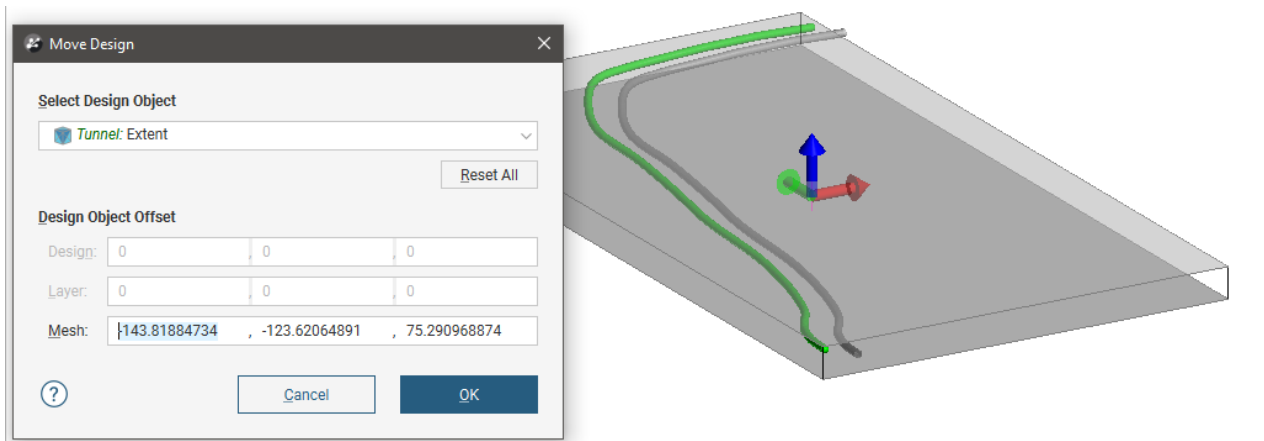 Move Design
Select Design Object
Tunnel: Extent
Reset All
Design Object Offset
Design: 0 , 0 , 0
Layer: 0 , 0 , 0
Mesh: -143.81884734 , -123.62064891 , 75.290968874
? Cancel OK